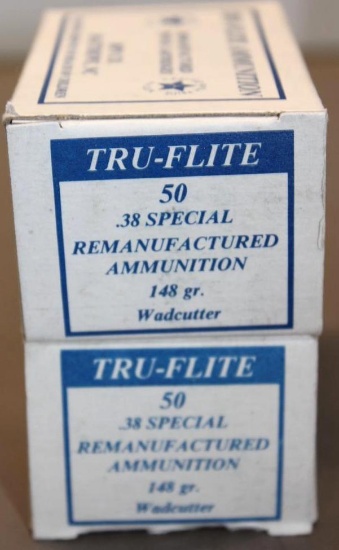 TRU-FLITE
50
.38 SPECIAL
REMANUFACTURED
AMMUNITION
148 gr.
Wadcutter
TRU-FLITE
50
.38 SPECIAL
REMANUFACTURED
AMMUNITION
148 gr.
Wadcutter